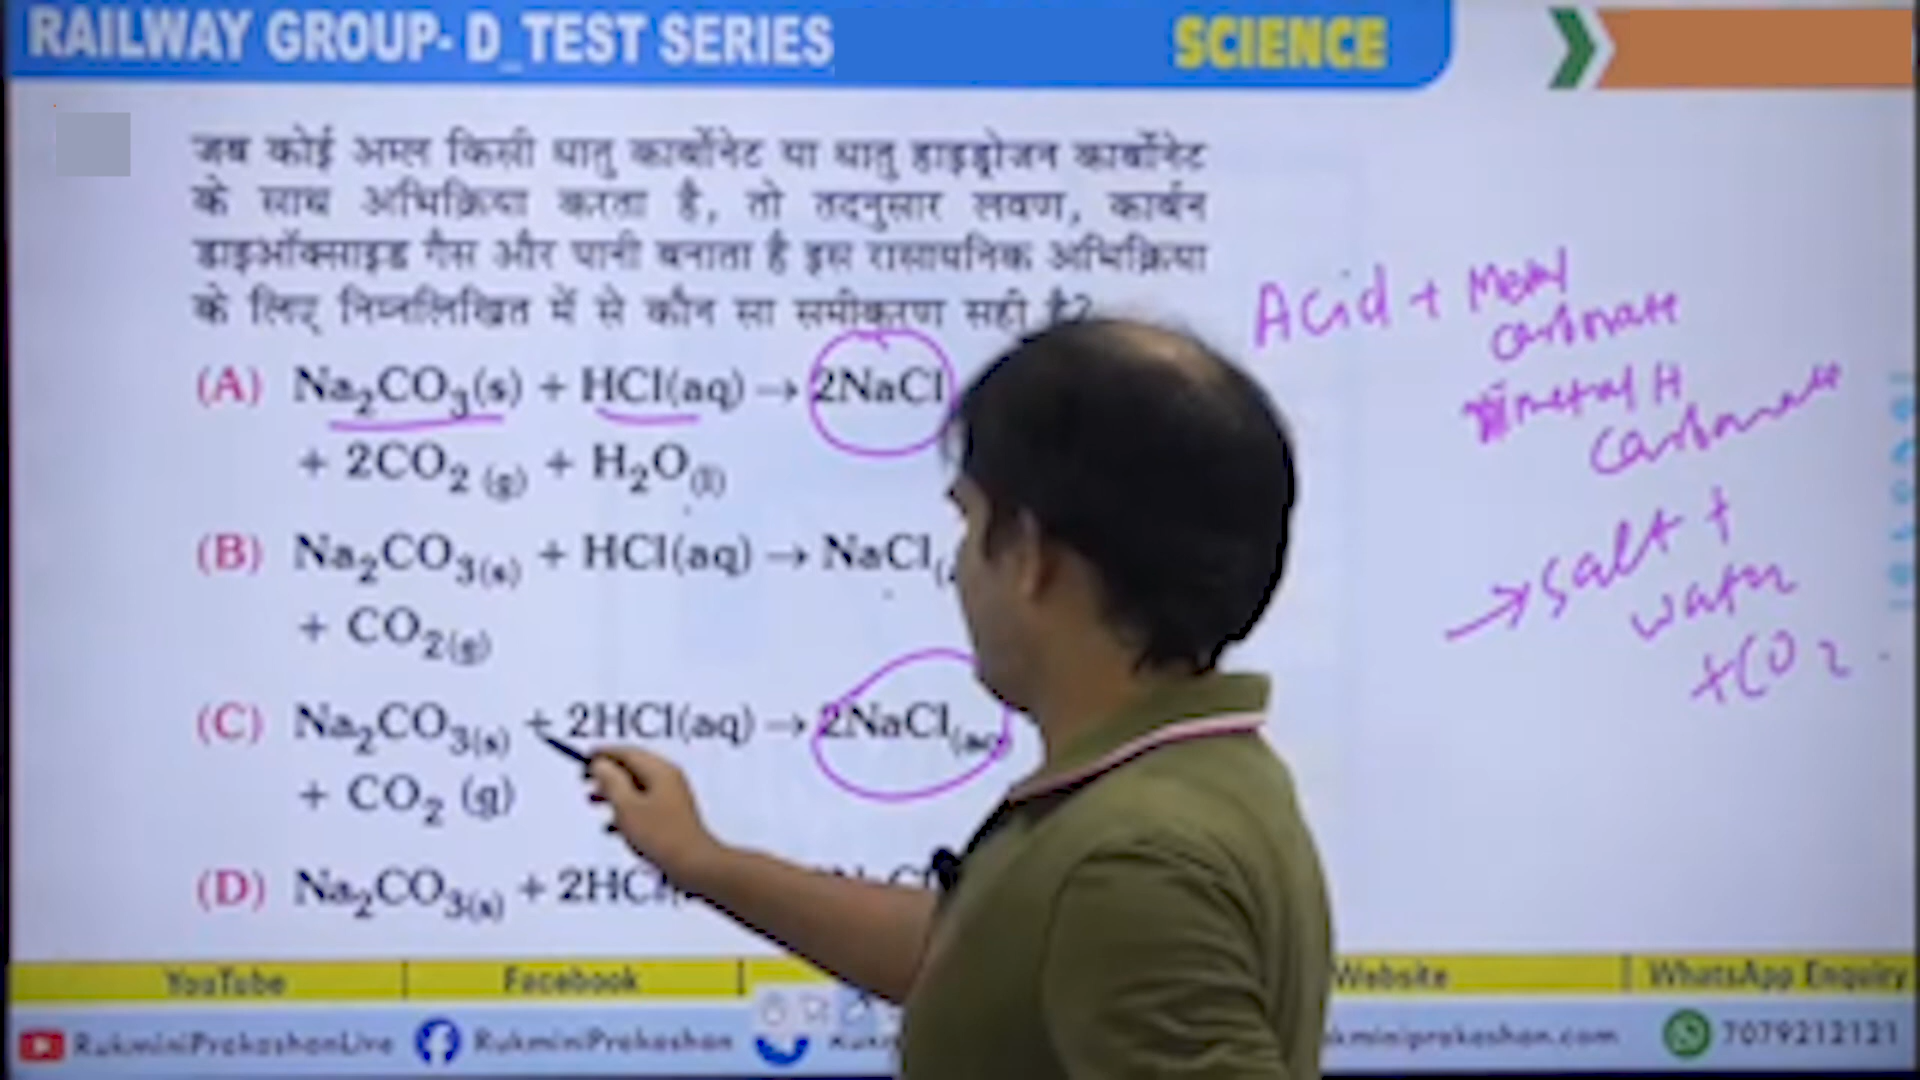 RAILWAY GROUP-D_TEST SERIES
SCIENCE
जब कोई अम्ल किसी धातु कार्बोनेट या धातु हाइड्रोजन कार्बोनेट
के साथ अभिक्रिया करता है, तो तदनुसार लवण, कार्बन
डाइऑक्साइड गैस और पानी बनाता है इस रासायनिक अभिक्रिया
के लिए निम्नलिखित में से कौन सा समीकरण सही है?
(A) Na₂CO₃(s) + HCl(aq) → 2NaCl
+ 2CO₂ (g) + H₂O(l)
(B) Na₂CO₃(s) + HCl(aq) → NaCl
+ CO₂(g)
(C) Na₂CO₃(s) + 2HCl(aq) → 2NaCl(aq)
+ CO₂ (g)
(D) Na₂CO₃(s) + 2HCl
Acid + Metal
carbonate
metal H
carbonate
→ salt +
water
+CO₂
YouTube
Facebook
Website
WhatsApp Enquiry
RukminiPrakashanLive
RukminiPrakashan
kminiprakashan.com
7079212121